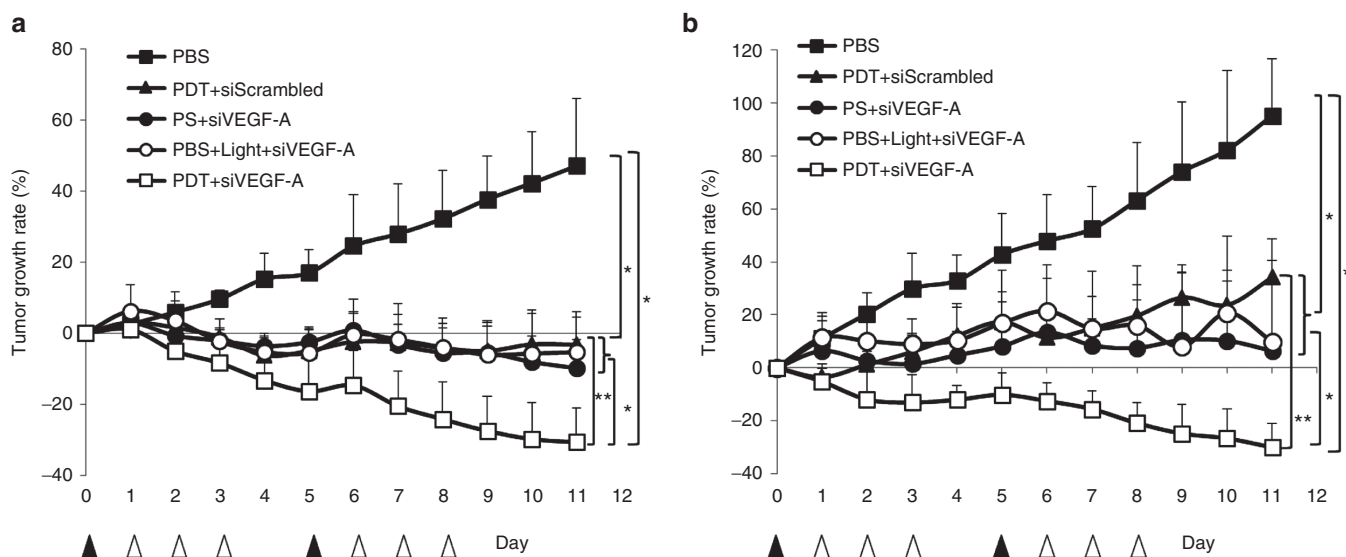 a
80
60
40
20
0
−20
−40
Tumor growth rate (%)
PBS
PDT+siScrambled
PS+siVEGF-A
PBS+Light+siVEGF-A
PDT+siVEGF-A
*
*
**
*
0 1 2 3 4 5 6 7 8 9 10 11 12
Day
b
120
100
80
60
40
20
0
−20
−40
Tumor growth rate (%)
PBS
PDT+siScrambled
PS+siVEGF-A
PBS+Light+siVEGF-A
PDT+siVEGF-A
*
*
**
*
0 1 2 3 4 5 6 7 8 9 10 11 12
Day